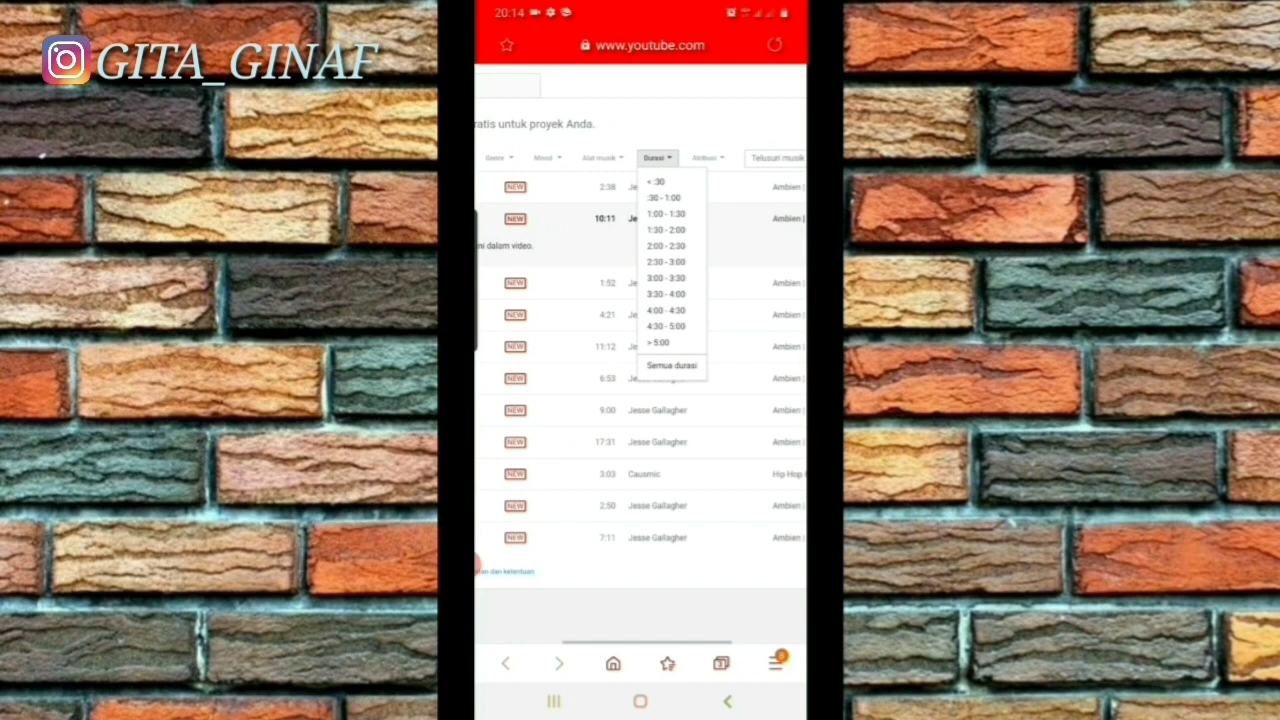 GITA_GINAF
20:14
www.youtube.com
ratis untuk proyek Anda.
Genre Mood Alat musik Durasi Atribusi Telusuri musik
NEW 2:38 Je Ambien |
NEW 10:11 Je Ambien |
ni dalam video.
NEW 1:52 Je Ambien |
NEW 4:21 Je Ambien |
NEW 11:12 Je Ambien |
NEW 6:53 Ambien |
NEW 9:00 Jesse Gallagher Ambien |
NEW 17:31 Jesse Gallagher Ambien |
NEW 3:03 Causmic Hip Hop
NEW 2:50 Jesse Gallagher Ambien |
NEW 7:11 Jesse Gallagher Ambien |
< :30
:30 - 1:00
1:00 - 1:30
1:30 - 2:00
2:00 - 2:30
2:30 - 3:00
3:00 - 3:30
3:30 - 4:00
4:00 - 4:30
4:30 - 5:00
> 5:00
Semua durasi
dan ketentuan